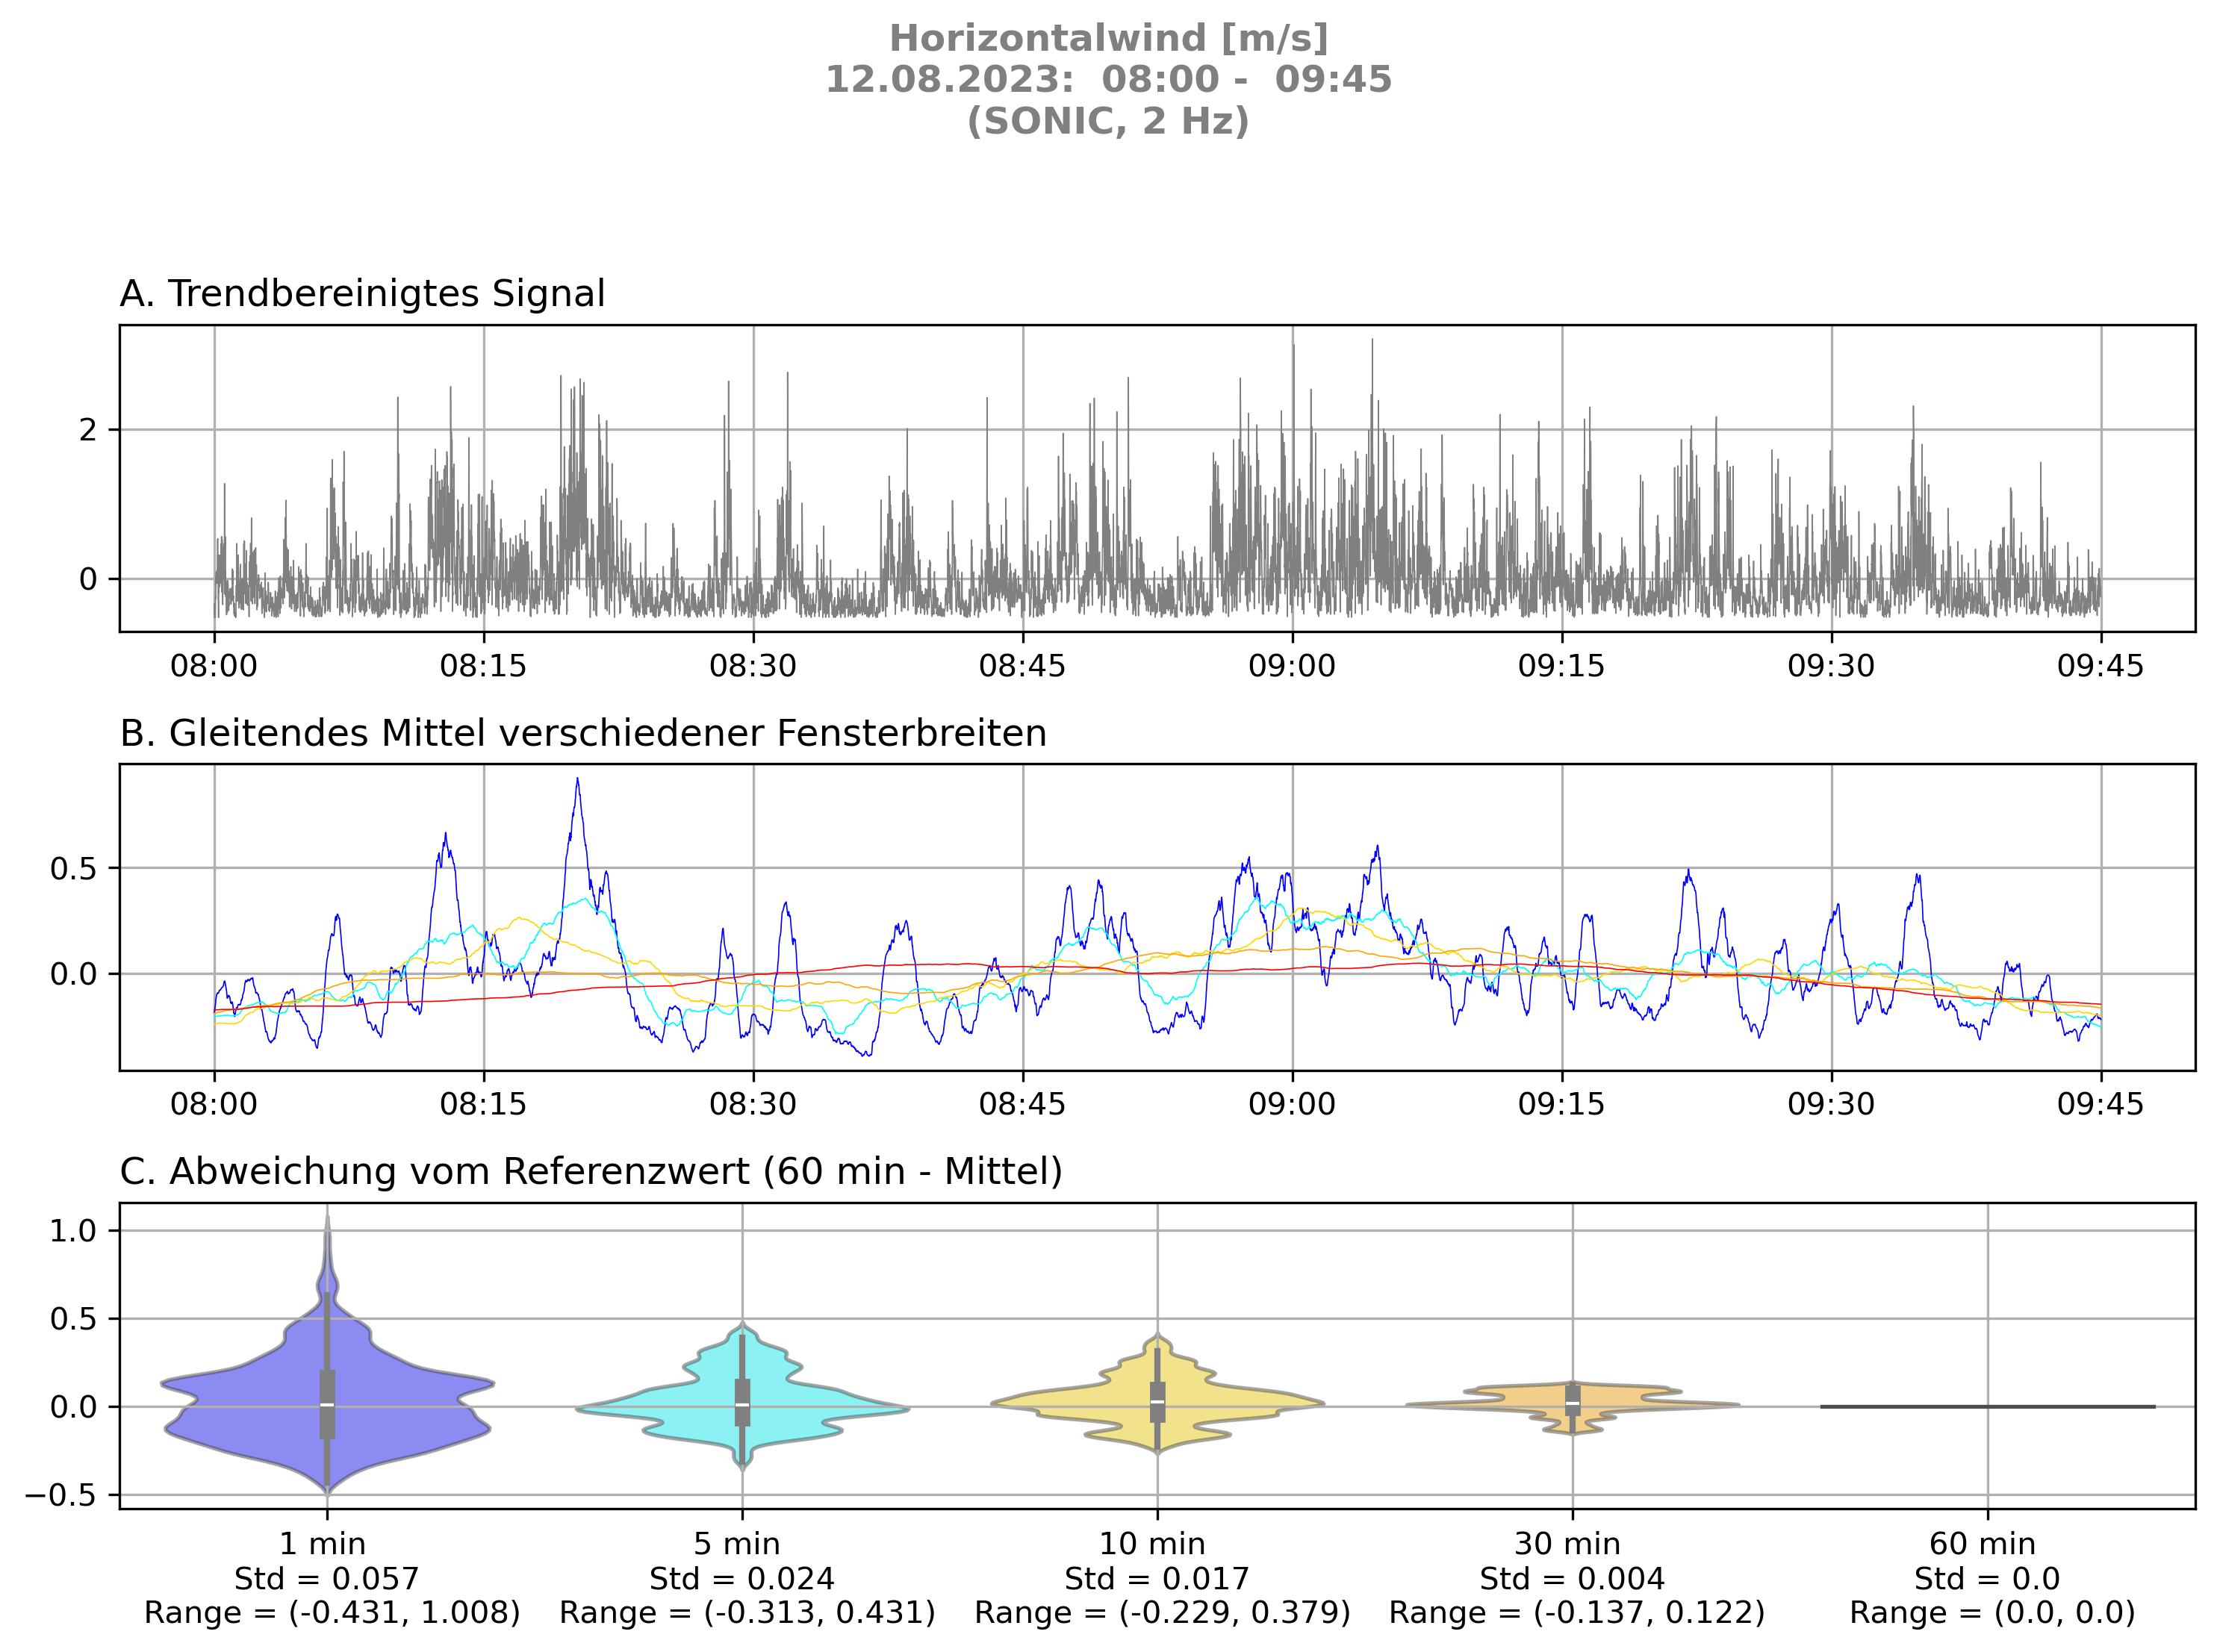 Horizontalwind [m/s]
12.08.2023:  08:00 -  09:45
(SONIC, 2 Hz)
A. Trendbereinigtes Signal
2
0
08:00 08:15 08:30 08:45 09:00 09:15 09:30 09:45
B. Gleitendes Mittel verschiedener Fensterbreiten
0.5
0.0
08:00 08:15 08:30 08:45 09:00 09:15 09:30 09:45
C. Abweichung vom Referenzwert (60 min - Mittel)
1.0
0.5
0.0
−0.5
1 min 5 min 10 min 30 min 60 min
Std = 0.057 Std = 0.024 Std = 0.017 Std = 0.004 Std = 0.0
Range = (-0.431, 1.008) Range = (-0.313, 0.431) Range = (-0.229, 0.379) Range = (-0.137, 0.122) Range = (0.0, 0.0)